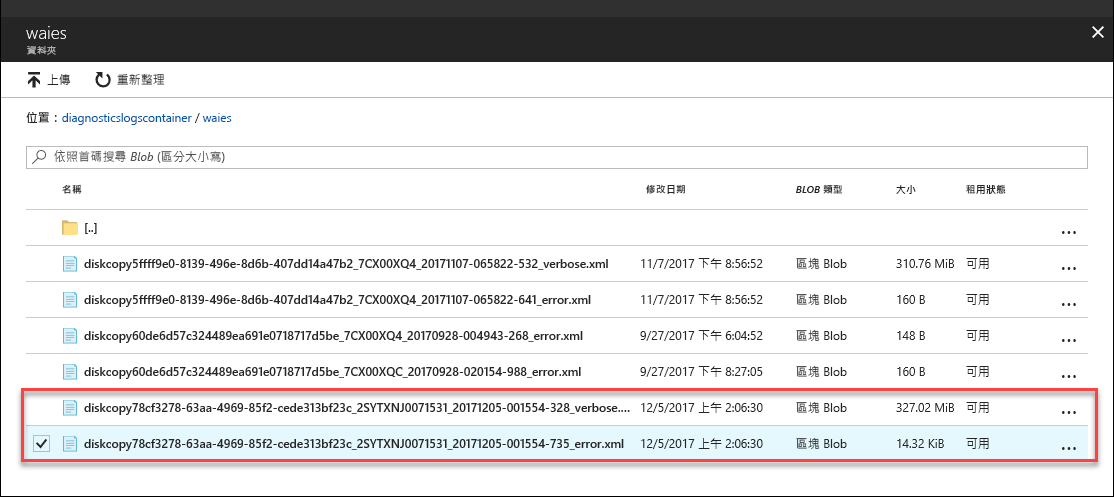 waies
資料夾
上傳 重新整理
位置：diagnosticslogscontainer / waies
依照首碼搜尋 Blob (區分大小寫)
名稱 修改日期 BLOB 類型 大小 租用狀態
[..] ...
diskcopy5ffff9e0-8139-496e-8d6b-407dd14a47b2_7CX00XQ4_20171107-065822-532_verbose.xml 11/7/2017 下午 8:56:52 區塊 Blob 310.76 MiB 可用 ...
diskcopy5ffff9e0-8139-496e-8d6b-407dd14a47b2_7CX00XQ4_20171107-065822-641_error.xml 11/7/2017 下午 8:56:52 區塊 Blob 160 B 可用 ...
diskcopy60de6d57c324489ea691e0718717d5be_7CX00XQ4_20170928-004943-268_error.xml 9/27/2017 下午 6:04:52 區塊 Blob 148 B 可用 ...
diskcopy60de6d57c324489ea691e0718717d5be_7CX00XQC_20170928-020154-988_error.xml 9/27/2017 下午 8:27:05 區塊 Blob 160 B 可用 ...
diskcopy78cf3278-63aa-4969-85f2-cede313bf23c_2SYTXNJ0071531_20171205-001554-328_verbose.... 12/5/2017 上午 2:06:30 區塊 Blob 327.02 MiB 可用 ...
diskcopy78cf3278-63aa-4969-85f2-cede313bf23c_2SYTXNJ0071531_20171205-001554-735_error.xml 12/5/2017 上午 2:06:30 區塊 Blob 14.32 KiB 可用 ...